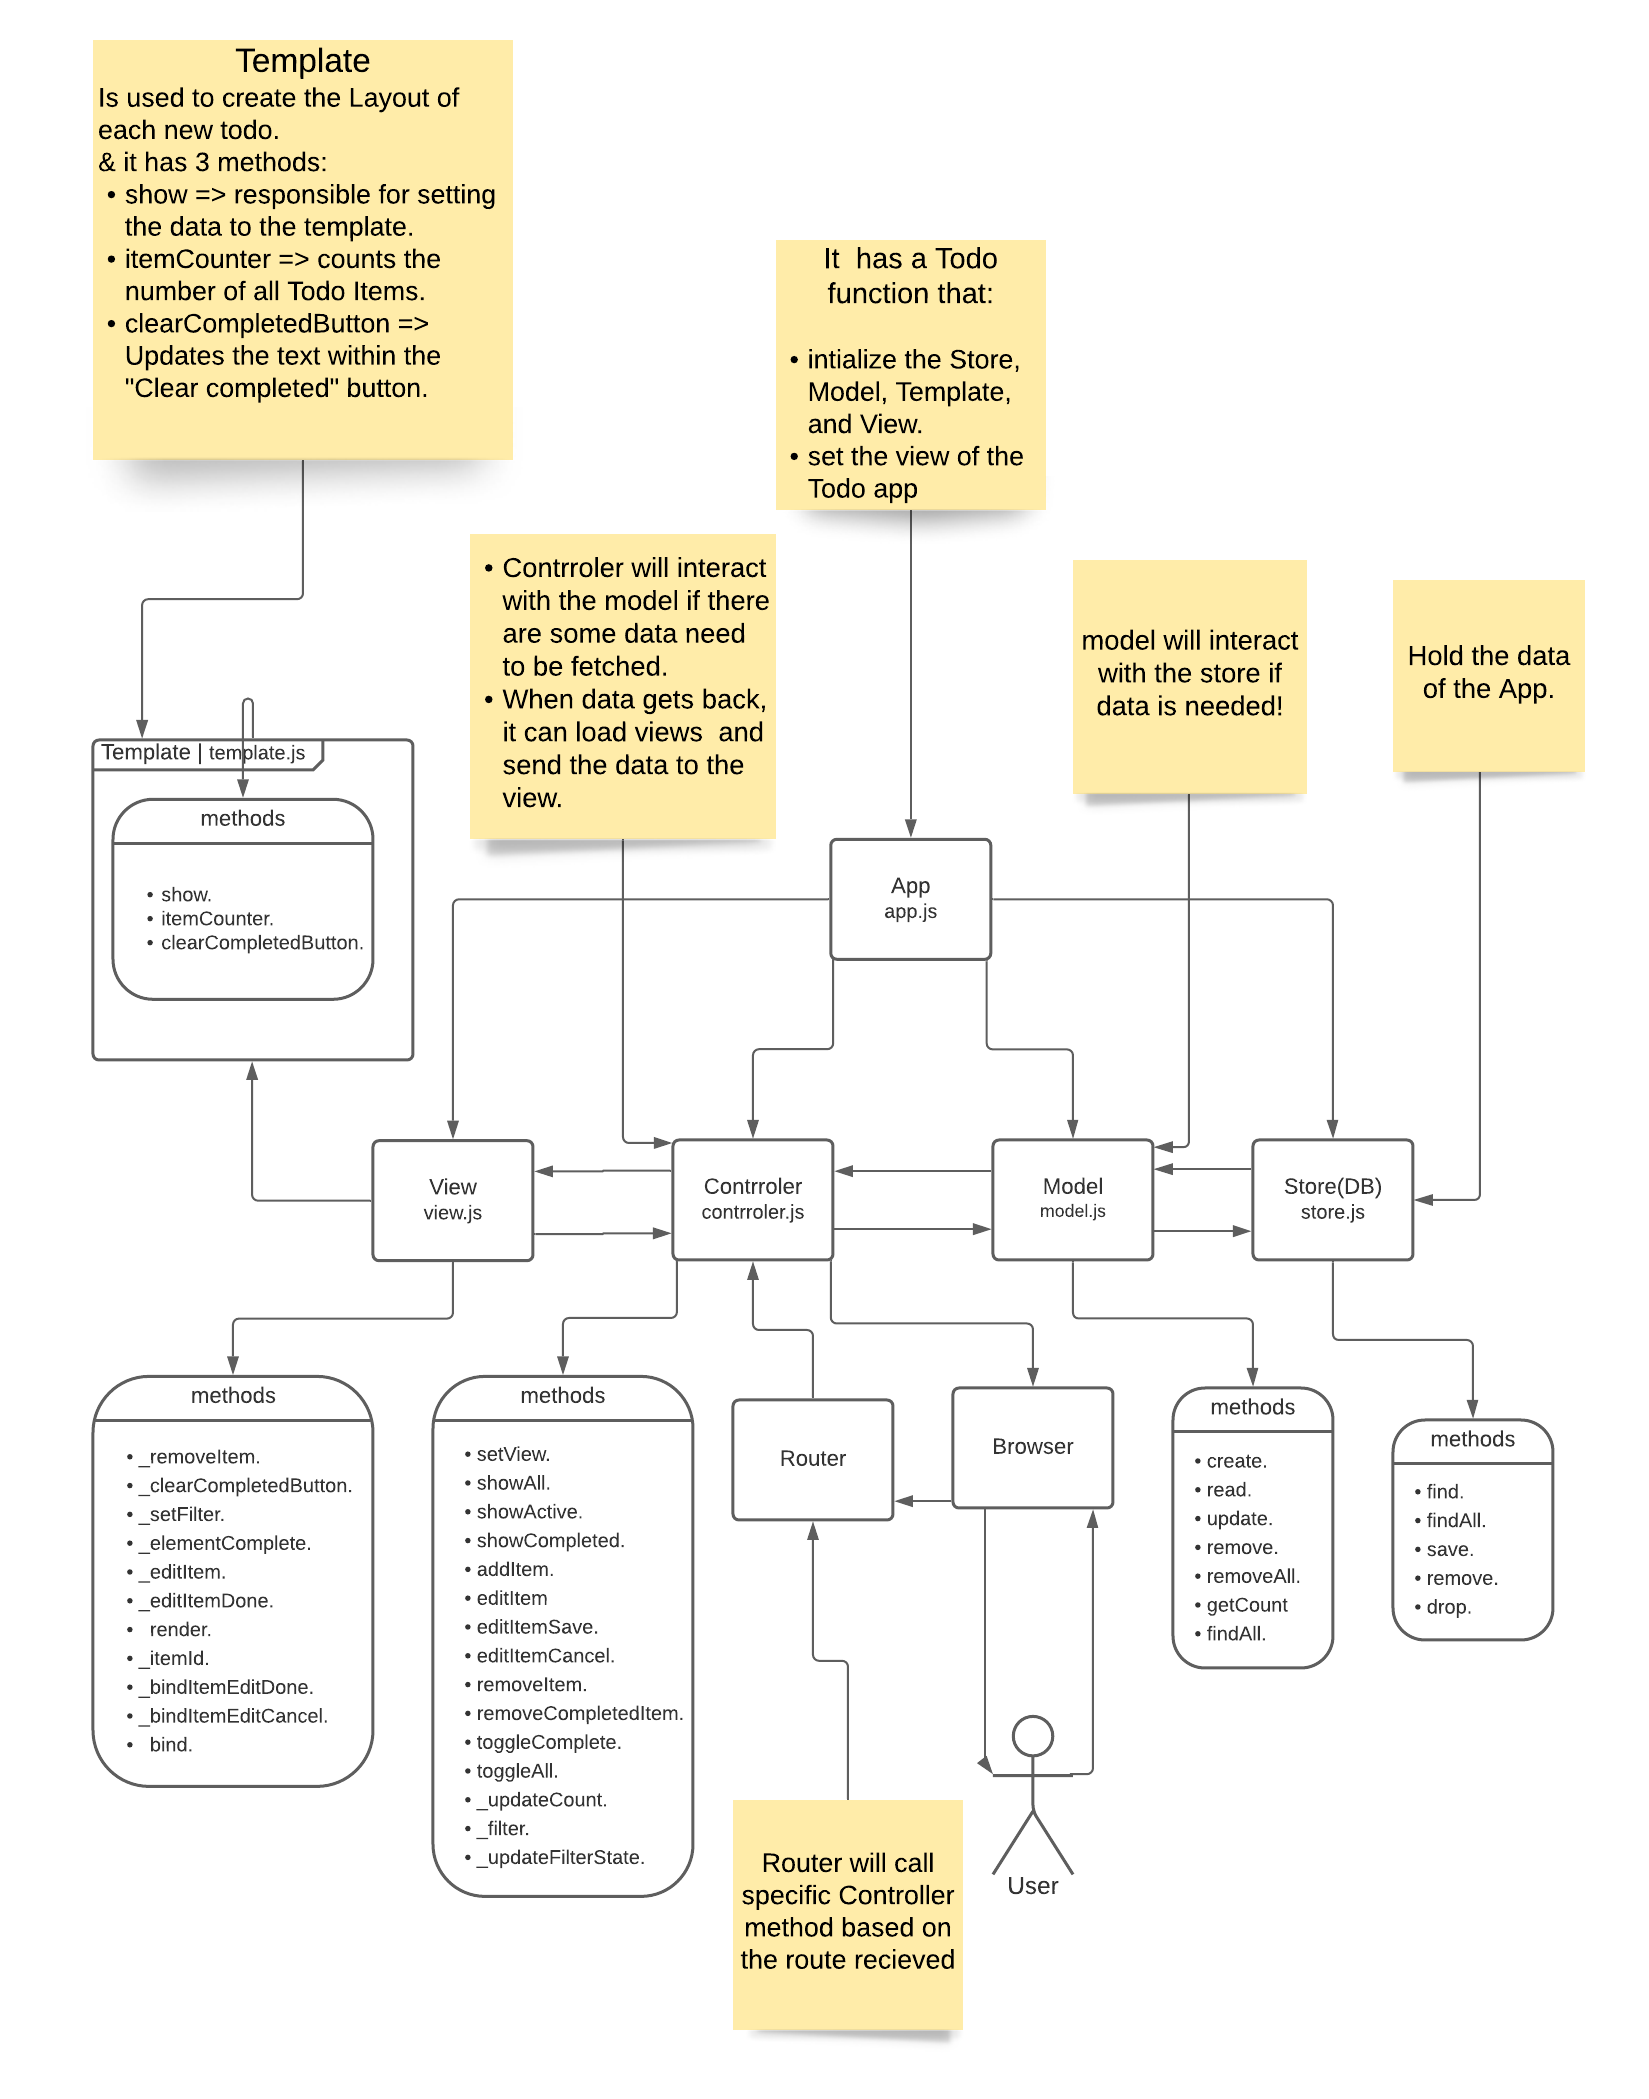 Template
Is used to create the Layout of
each new todo.
& it has 3 methods:
• show => responsible for setting
the data to the template.
• itemCounter => counts the
number of all Todo Items.
• clearCompletedButton =>
Updates the text within the
"Clear completed" button.
It has a Todo
function that:
• intialize the Store,
Model, Template,
and View.
• set the view of the
Todo app
• Contrroler will interact
with the model if there
are some data need
to be fetched.
• When data gets back,
it can load views and
send the data to the
view.
model will interact
with the store if
data is needed!
Hold the data
of the App.
Template | template.js
methods
• show.
• itemCounter.
• clearCompletedButton.
App
app.js
View
view.js
Contrroler
contrroler.js
Model
model.js
Store(DB)
store.js
methods
• _removeItem.
• _clearCompletedButton.
• _setFilter.
• _elementComplete.
• _editItem.
• _editItemDone.
• render.
• _itemId.
• _bindItemEditDone.
• _bindItemEditCancel.
• bind.
methods
• setView.
• showAll.
• showActive.
• showCompleted.
• addItem.
• editItem
• editItemSave.
• editItemCancel.
• removeItem.
• removeCompletedItem.
• toggleComplete.
• toggleAll.
• _updateCount.
• _filter.
• _updateFilterState.
Router
Browser
methods
• create.
• read.
• update.
• remove.
• removeAll.
• getCount
• findAll.
methods
• find.
• findAll.
• save.
• remove.
• drop.
Router will call
specific Controller
method based on
the route recieved
User